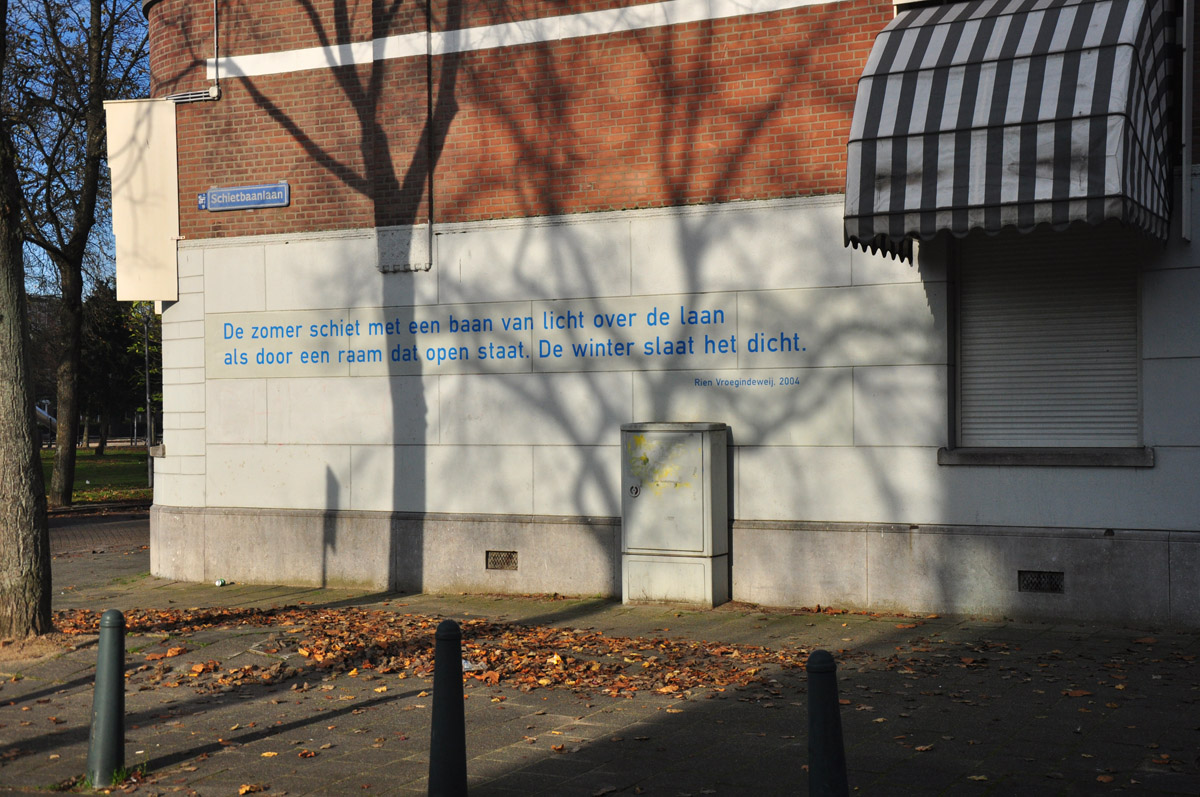 Schietbaanlaan
De zomer schiet met een baan van licht over de laan
als door een raam dat open staat. De winter slaat het dicht.
Rien Vroegindeweij, 2004